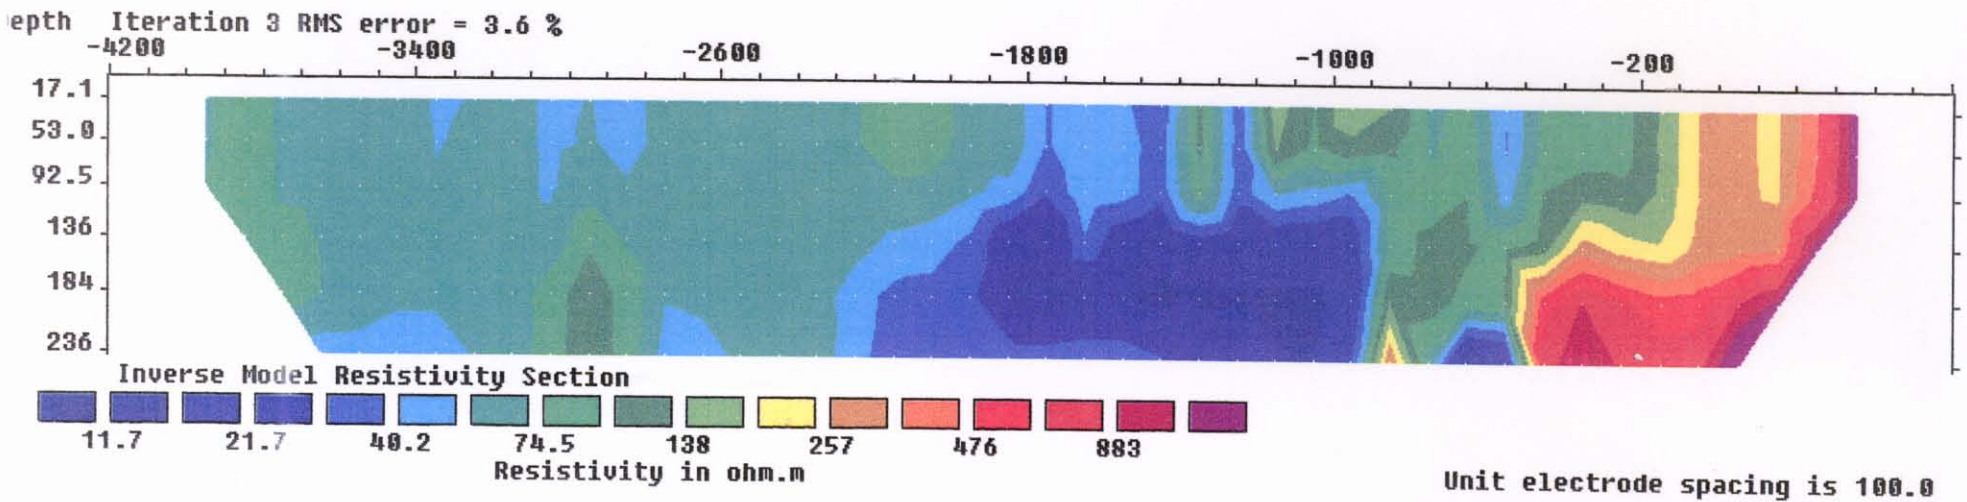 epth Iteration 3 RMS error = 3.6 %
-4200 -3400 -2600 -1800 -1000 -200
17.1
53.0
92.5
136
184
236
Inverse Model Resistivity Section
11.7 21.7 40.2 74.5 138 257 476 883
Resistivity in ohm.m
Unit electrode spacing is 100.0